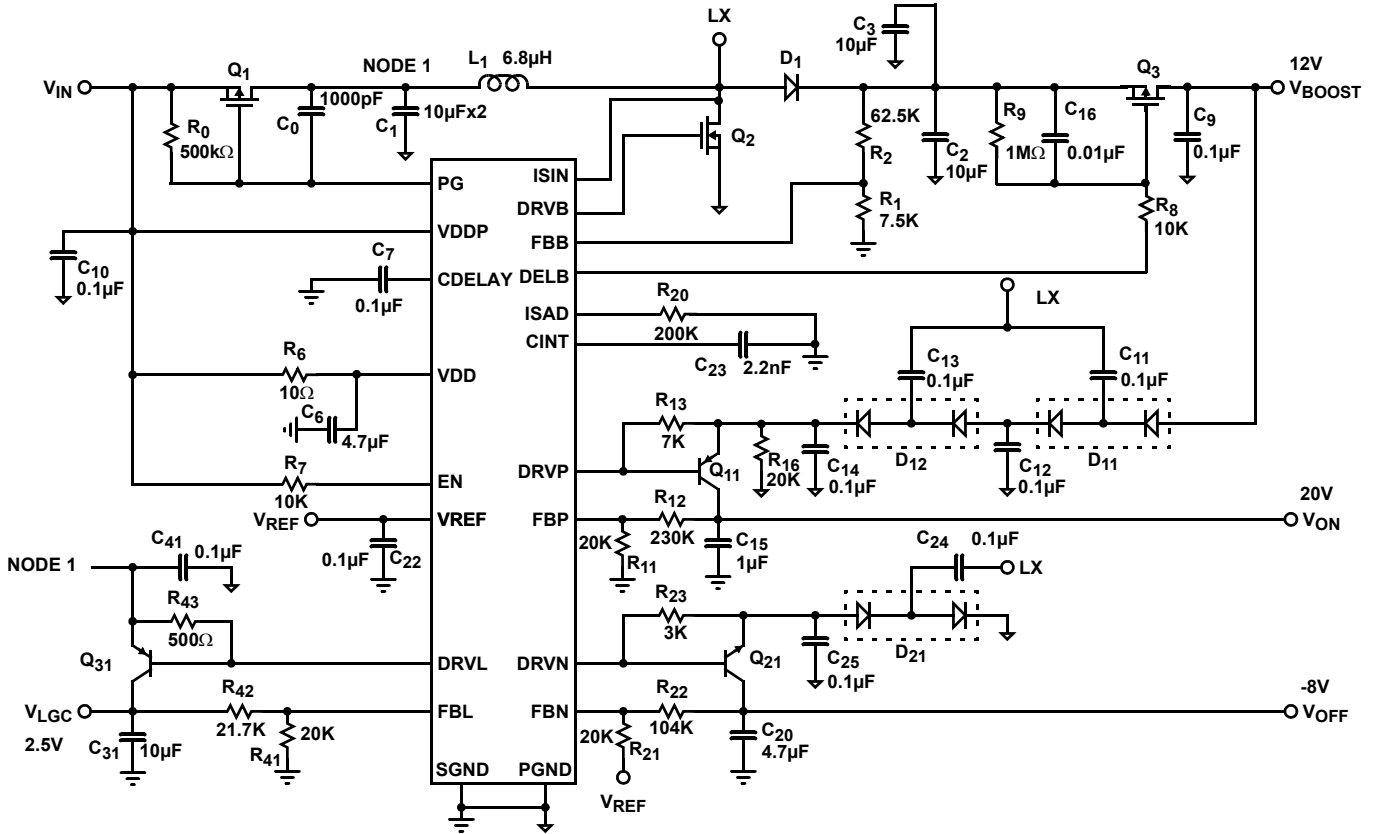 LX
C3
10µF
VIN
Q1
NODE 1
L1 6.8µH
D1
12V
VBOOST
Q3
R0
500kΩ
1000pF
C0
10µFx2
C1
Q2
62.5K
R2
C2
10µF
R9
1MΩ
C16
0.01µF
C9
0.1µF
R1
7.5K
R8
10K
PG
VDDP
CDELAY
VDD
EN
VREF
DRVL
FBL
SGND
PGND
ISIN
DRVB
FBB
DELB
ISAD
CINT
DRVP
FBP
DRVN
FBN
C10
0.1µF
C7
0.1µF
R20
200K
C23 2.2nF
LX
R6
10Ω
C6
4.7µF
C13
0.1µF
C11
0.1µF
R13
7K
R7
10K
Q11
R16
20K
C14
0.1µF
D12
C12
0.1µF
D11
VREF
0.1µF
C22
R12
230K
20K
R11
C15
1µF
20V
VON
C41
0.1µF
NODE 1
R43
500Ω
Q31
C24
0.1µF
LX
R23
3K
Q21
C25
0.1µF
D21
VLGC
2.5V
R42
21.7K
C31
10µF
20K
R41
R22
104K
20K
R21
C20
4.7µF
-8V
VOFF
VREF